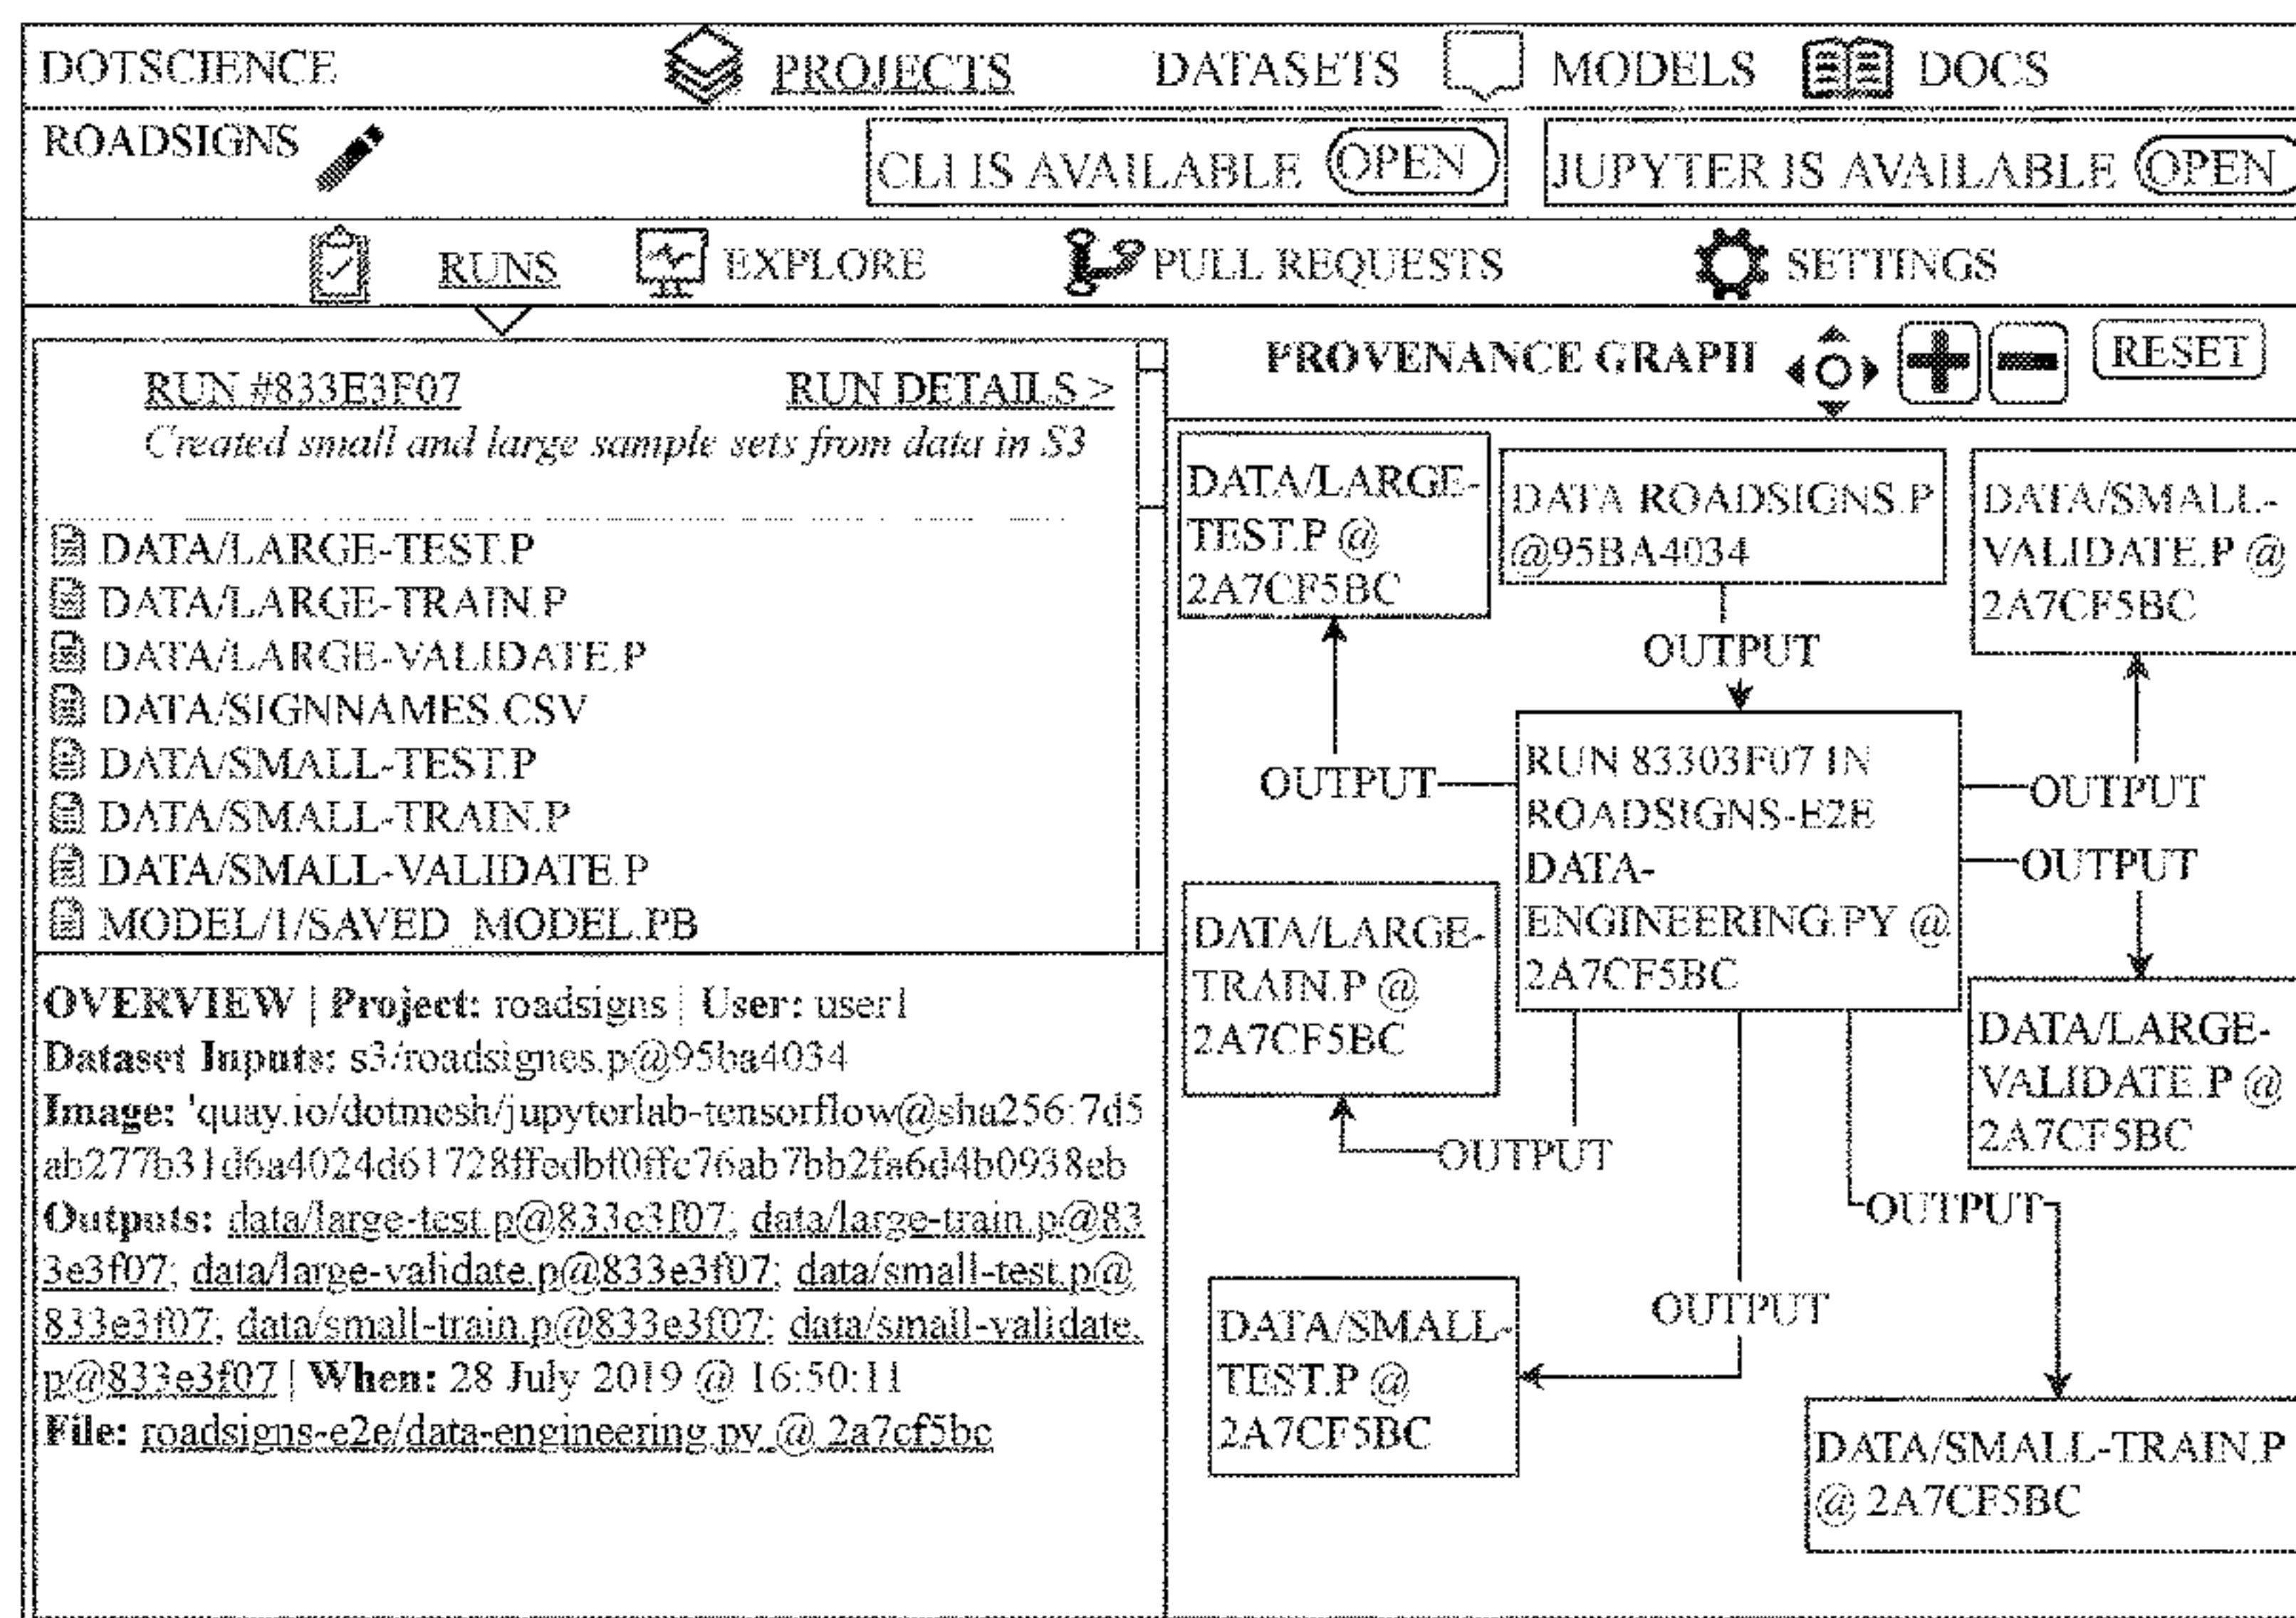 DOTSCIENCE PROJECTS DATASETS MODELS DOCS
ROADSIGNS CLI IS AVAILABLE OPEN JUPYTER IS AVAILABLE OPEN
RUNS EXPLORE PULL REQUESTS SETTINGS
RUN #833E3F07 RUN DETAILS >
Created small and large sample sets from data in S3
DATA/LARGE-TEST.P
DATA/LARGE-TRAIN.P
DATA/LARGE-VALIDATE.P
DATA/SIGNNAMES.CSV
DATA/SMALL-TEST.P
DATA/SMALL-TRAIN.P
DATA/SMALL-VALIDATE.P
MODEL/1/SAVED_MODEL.PB
OVERVIEW | Project: roadsigns | User: user1
Dataset Inputs: s3/roadsignes.p@95ba4034
Image: 'quay.io/dotmesh/jupyterlab-tensorflow@sha256:7d5
ab277b31d6a4024d61728ffedbf0ffc76ab7bb2fa6d4b0938eb
Outputs: data/large-test.p@833e3f07; data/large-train.p@83
3e3f07; data/large-validate.p@833e3f07; data/small-test.p@
833e3f07; data/small-train.p@833e3f07; data/small-validate.
p@833e3f07 | When: 28 July 2019 @ 16:50:11
File: roadsigns-e2e/data-engineering.py @ 2a7cf5bc
PROVENANCE GRAPH RESET
DATA/LARGE-
TEST.P @
2A7CF5BC
DATA ROADSIGNS.P
@95BA4034
DATA/SMALL-
VALIDATE.P @
2A7CF5BC
OUTPUT
OUTPUT
RUN 83303F07 IN
ROADSIGNS-E2E
DATA-
ENGINEERING.PY @
2A7CF5BC
OUTPUT
OUTPUT
DATA/LARGE-
TRAIN.P @
2A7CF5BC
DATA/LARGE-
VALIDATE.P @
2A7CF5BC
OUTPUT
OUTPUT
OUTPUT
DATA/SMALL-
TEST.P @
2A7CF5BC
DATA/SMALL-TRAIN.P
@ 2A7CF5BC